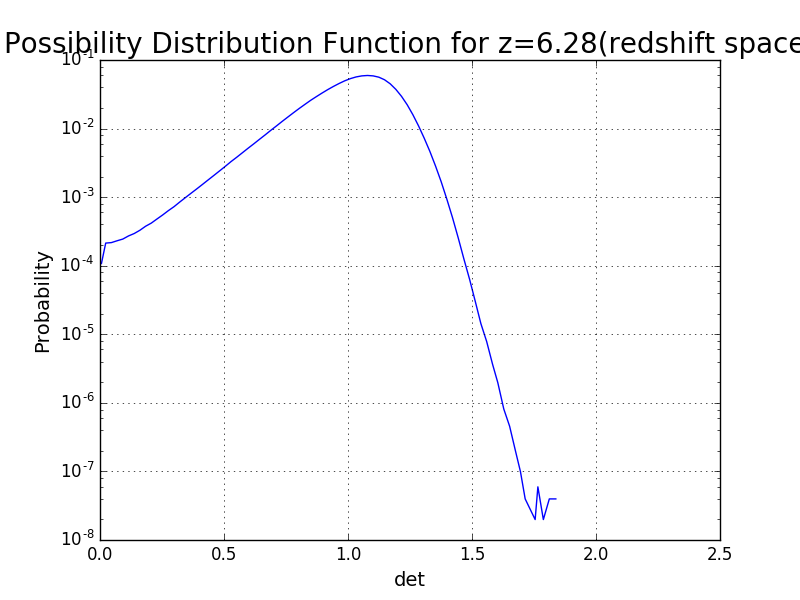 Possibility Distribution Function for z=6.28(redshift space
10-1
10-2
10-3
10-4
10-5
10-6
10-7
10-8
Probability
0.0 0.5 1.0 1.5 2.0 2.5
det